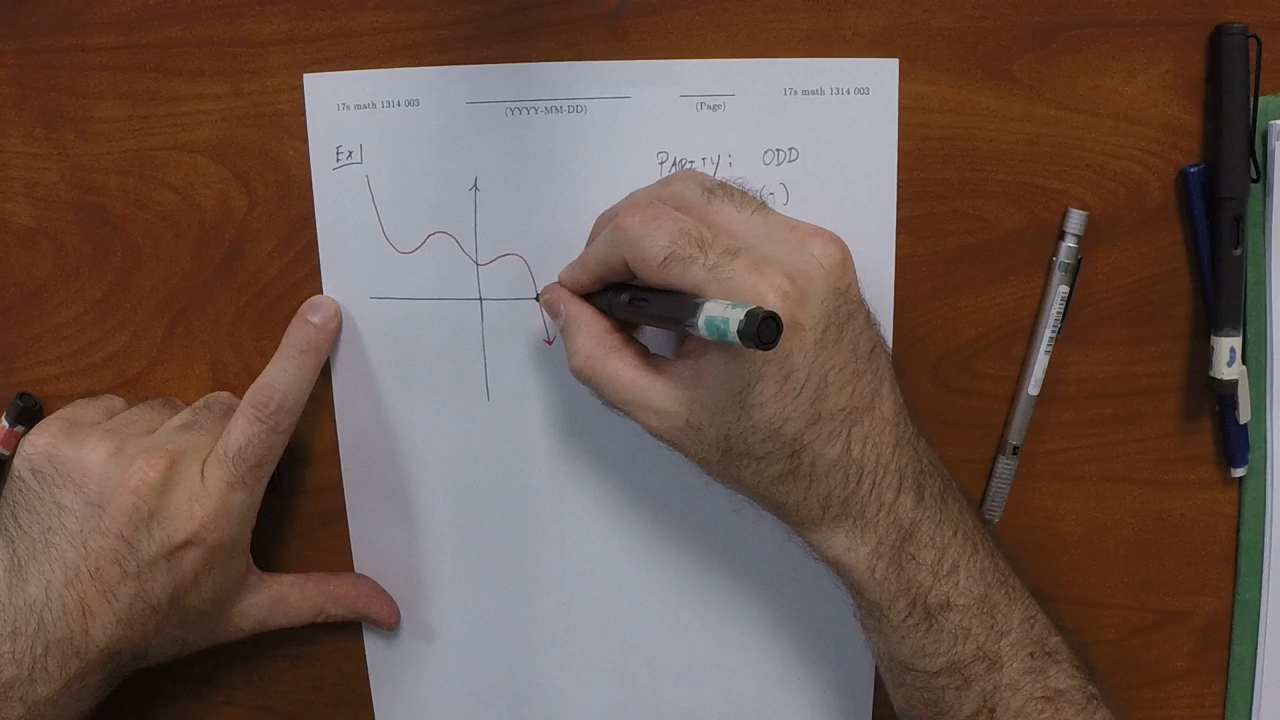 17s math 1314 003
(YYYY-MM-DD)
(Page)
17s math 1314 003
Ex1
PARITY: ODD
(-)